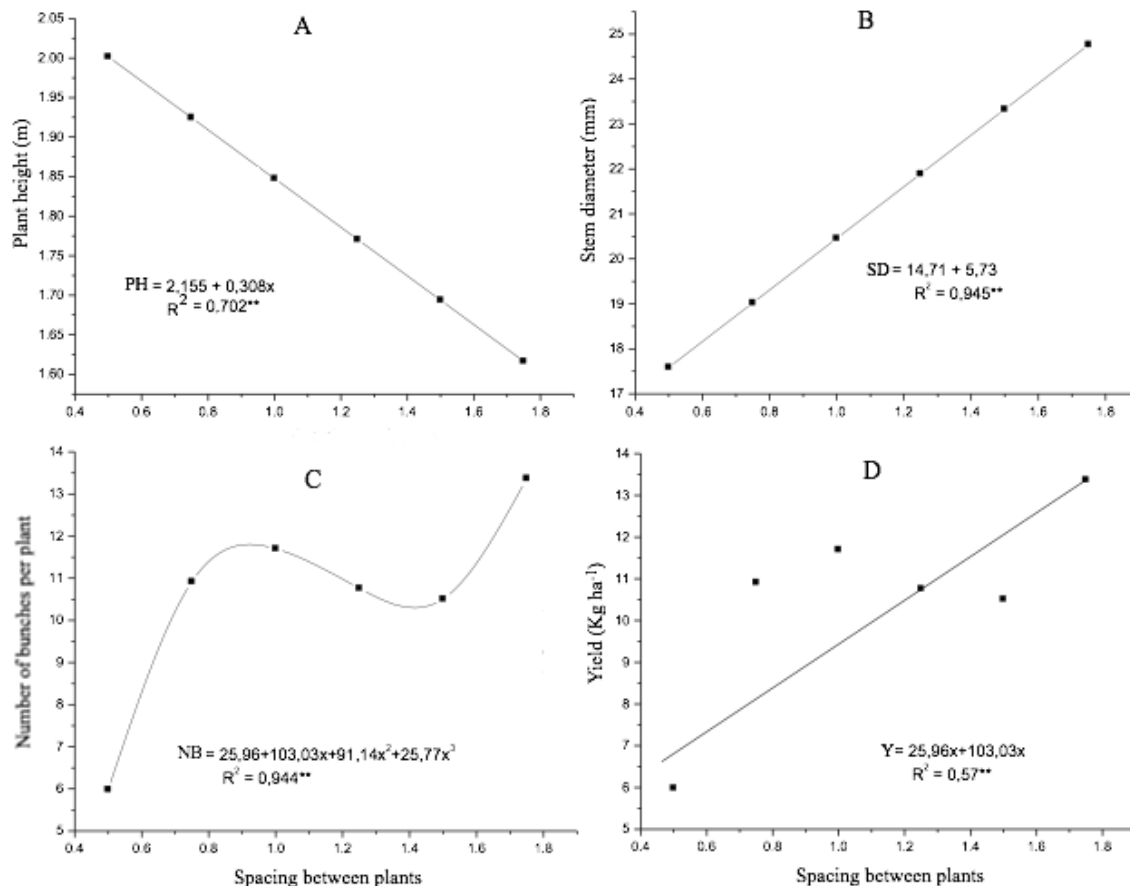 A
Plant height (m)
2.05
2.00
1.95
1.90
1.85
1.80
1.75
1.70
1.65
1.60
PH = 2,155 + 0,308x
R² = 0,702**
0.4 0.6 0.8 1.0 1.2 1.4 1.6 1.8
B
Stem diameter (mm)
25
24
23
22
21
20
19
18
17
SD = 14,71 + 5,73
R² = 0,945**
0.4 0.6 0.8 1.0 1.2 1.4 1.6 1.8
C
Number of bunches per plant
14
13
12
11
10
9
8
7
6
5
NB = 25,96+103,03x+91,14x²+25,77x³
R² = 0,944**
0.4 0.6 0.8 1.0 1.2 1.4 1.6 1.8
Spacing between plants
D
Yield (Kg ha⁻¹)
14
13
12
11
10
9
8
7
6
5
Y= 25,96x+103,03x
R² = 0,57**
0.4 0.6 0.8 1.0 1.2 1.4 1.6 1.8
Spacing between plants